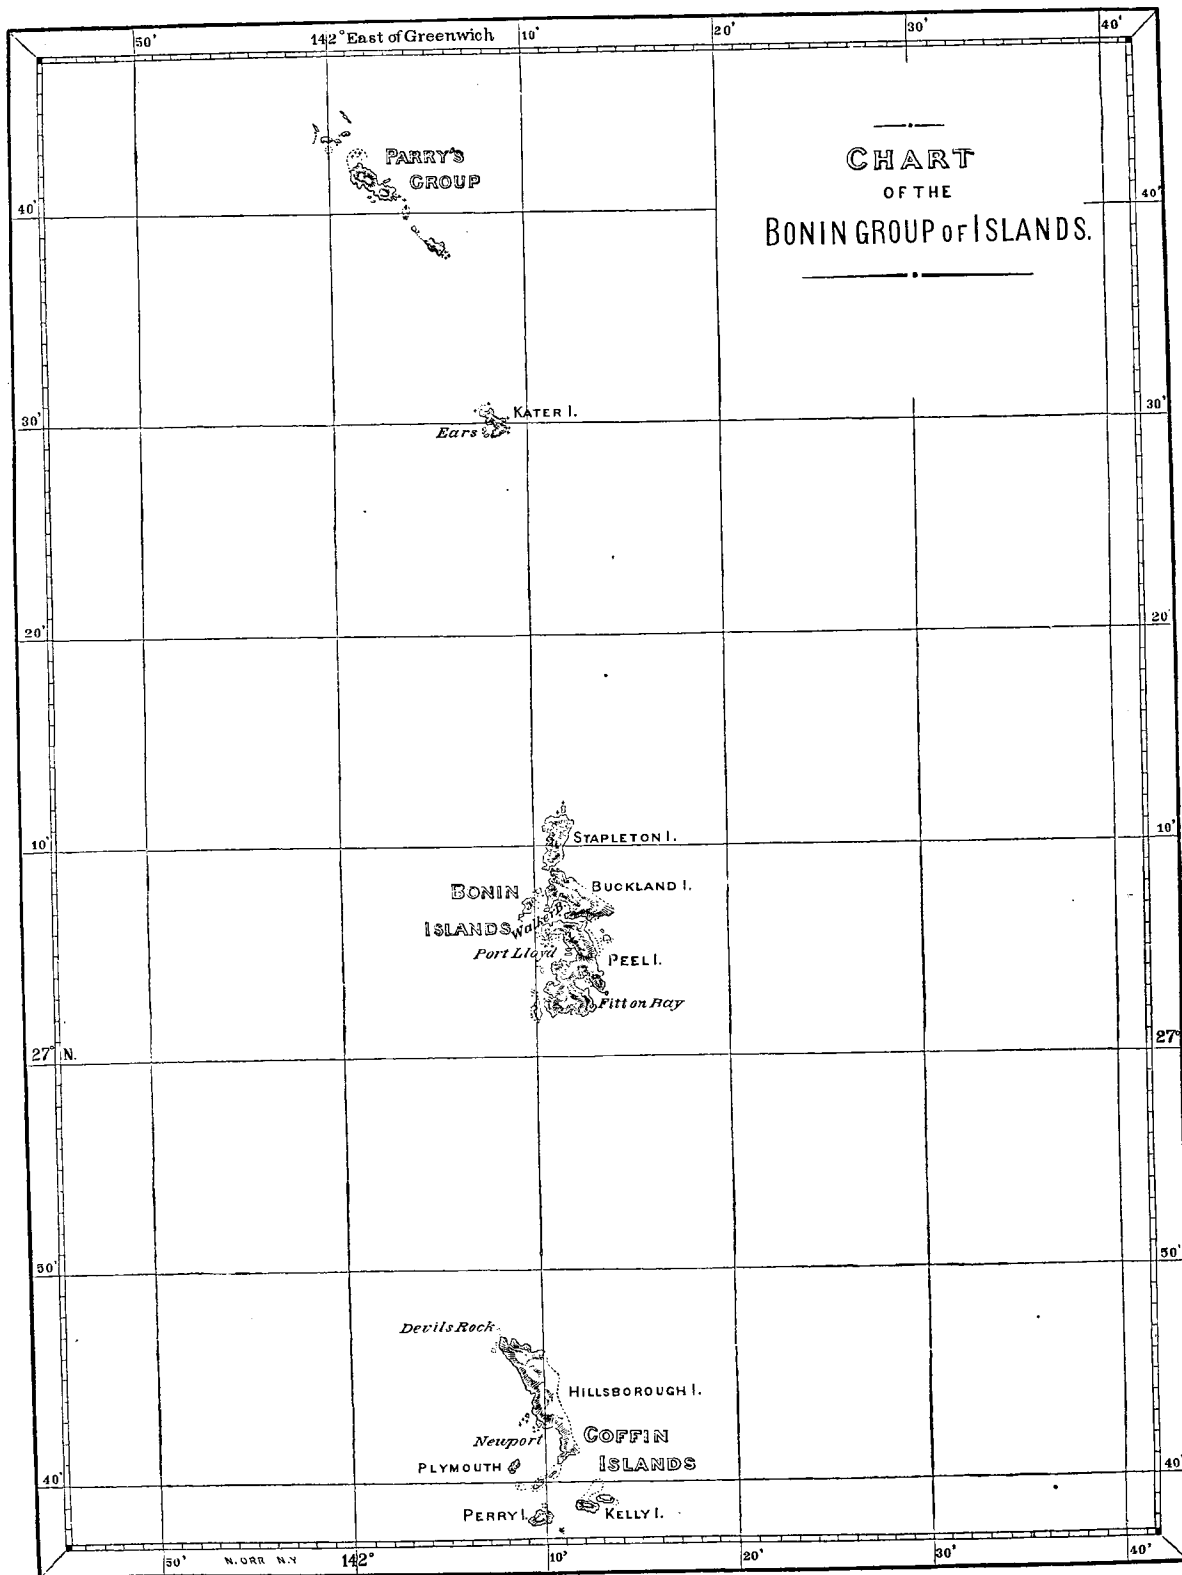 50'
142° East of Greenwich
10'
20'
30'
40'
CHART
OF THE
BONIN GROUP OF ISLANDS.
PARRY'S
GROUP
40'
40'
KATER I.
Ears
30'
30'
20'
20'
STAPLETON I.
10'
10'
BONIN
ISLANDS
BUCKLAND I.
Walker B.
Port Lloyd
PEEL I.
Fitton Bay
27° N.
27°
50'
50'
Devils Rock
HILLSBOROUGH I.
Newport
COFFIN
ISLANDS
PLYMOUTH
40'
40'
PERRY I.
KELLY I.
50'
N. ORR N.Y
142°
10'
20'
30'
40'